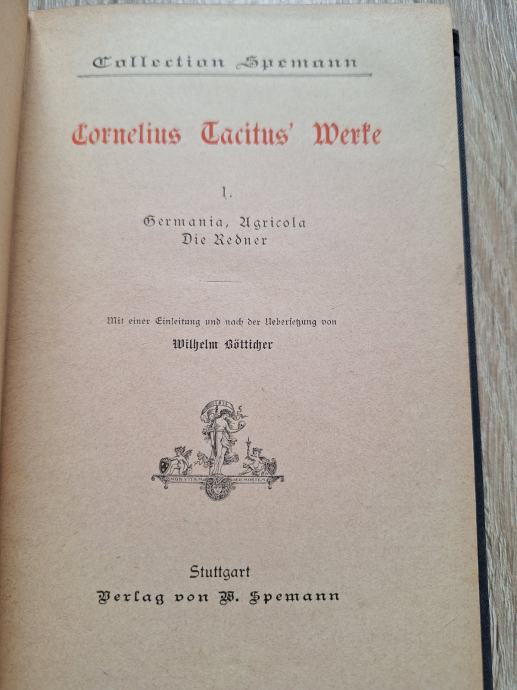 Collection Spemann
Cornelius Tacitus' Werke
I.
Germania, Agricola
Die Redner
Mit einer Einleitung und nach der Uebersetzung von
Wilhelm Bötticher
Stuttgart
Verlag von W. Spemann